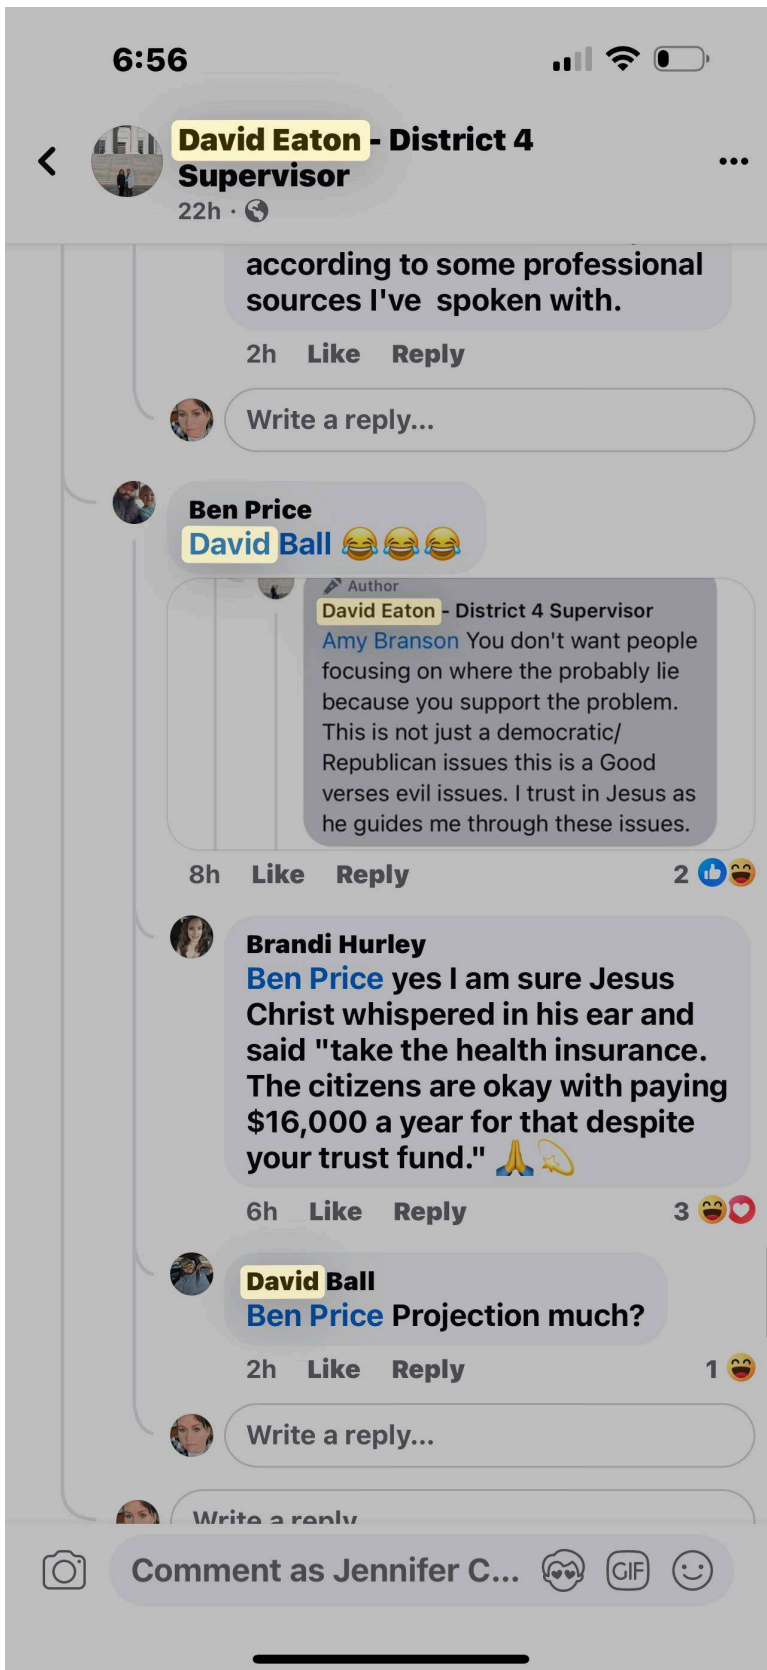 6:56
David Eaton - District 4
Supervisor
22h ·
according to some professional
sources I've spoken with.
2h Like Reply
Write a reply...
Ben Price
David Ball 😂😂😂
Author
David Eaton - District 4 Supervisor
Amy Branson You don't want people
focusing on where the probably lie
because you support the problem.
This is not just a democratic/
Republican issues this is a Good
verses evil issues. I trust in Jesus as
he guides me through these issues.
8h Like Reply 2
Brandi Hurley
Ben Price yes I am sure Jesus
Christ whispered in his ear and
said "take the health insurance.
The citizens are okay with paying
$16,000 a year for that despite
your trust fund." 🙏💫
6h Like Reply 3
David Ball
Ben Price Projection much?
2h Like Reply 1
Write a reply...
Write a reply
Comment as Jennifer C... GIF